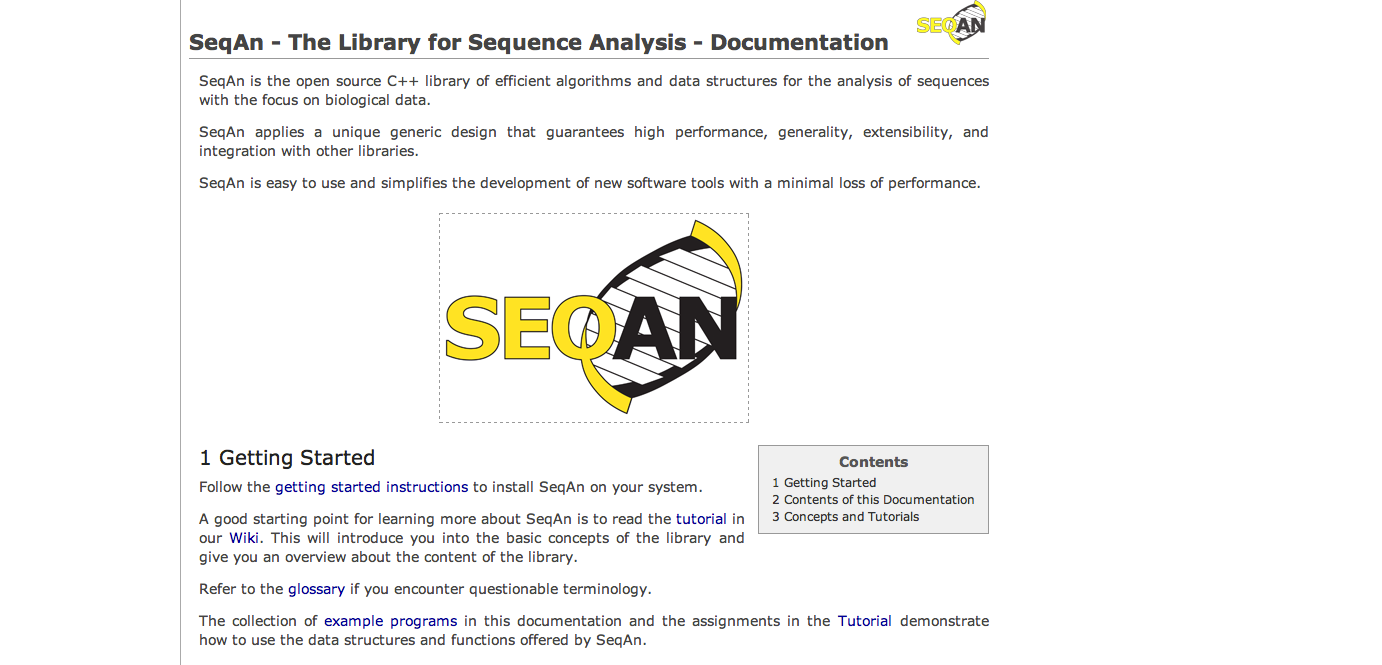 SEQAN
SeqAn - The Library for Sequence Analysis - Documentation
SeqAn is the open source C++ library of efficient algorithms and data structures for the analysis of sequences
with the focus on biological data.
SeqAn applies a unique generic design that guarantees high performance, generality, extensibility, and
integration with other libraries.
SeqAn is easy to use and simplifies the development of new software tools with a minimal loss of performance.
SEQAN
1 Getting Started
Follow the getting started instructions to install SeqAn on your system.
A good starting point for learning more about SeqAn is to read the tutorial in
our Wiki. This will introduce you into the basic concepts of the library and
give you an overview about the content of the library.
Refer to the glossary if you encounter questionable terminology.
The collection of example programs in this documentation and the assignments in the Tutorial demonstrate
how to use the data structures and functions offered by SeqAn.
Contents
1 Getting Started
2 Contents of this Documentation
3 Concepts and Tutorials